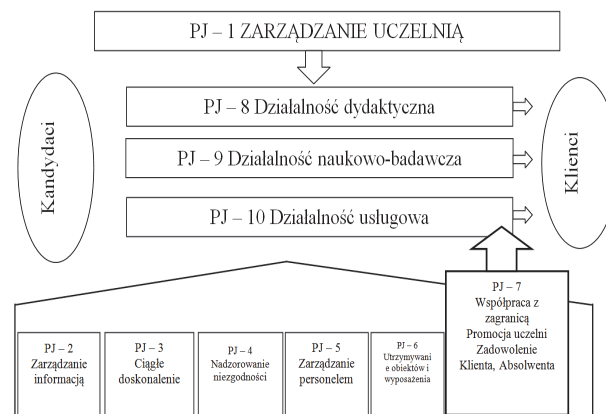 PJ – 1 ZARZĄDZANIE UCZELNIĄ
Kandydaci
PJ – 8 Działalność dydaktyczna
PJ – 9 Działalność naukowo-badawcza
PJ – 10 Działalność usługowa
Klienci
PJ – 2
Zarządzanie
informacją
PJ – 3
Ciągłe
doskonalenie
PJ – 4
Nadzorowanie
niezgodności
PJ – 5
Zarządzanie
personelem
PJ – 6
Utrzymywani
e obiektów i
wyposażenia
PJ – 7
Współpraca z
zagranicą
Promocja uczelni
Zadowolenie
Klienta, Absolwenta